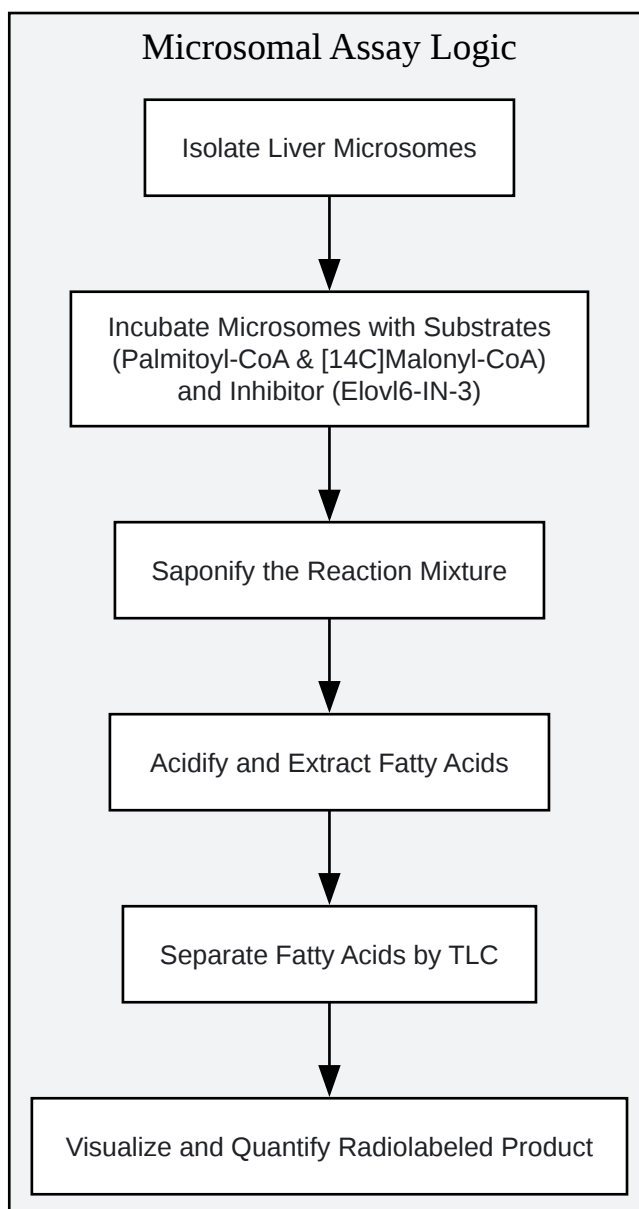 Microsomal Assay Logic
Isolate Liver Microsomes
Incubate Microsomes with Substrates
(Palmitoyl-CoA & [14C]Malonyl-CoA)
and Inhibitor (Elovl6-IN-3)
Saponify the Reaction Mixture
Acidify and Extract Fatty Acids
Separate Fatty Acids by TLC
Visualize and Quantify Radiolabeled Product